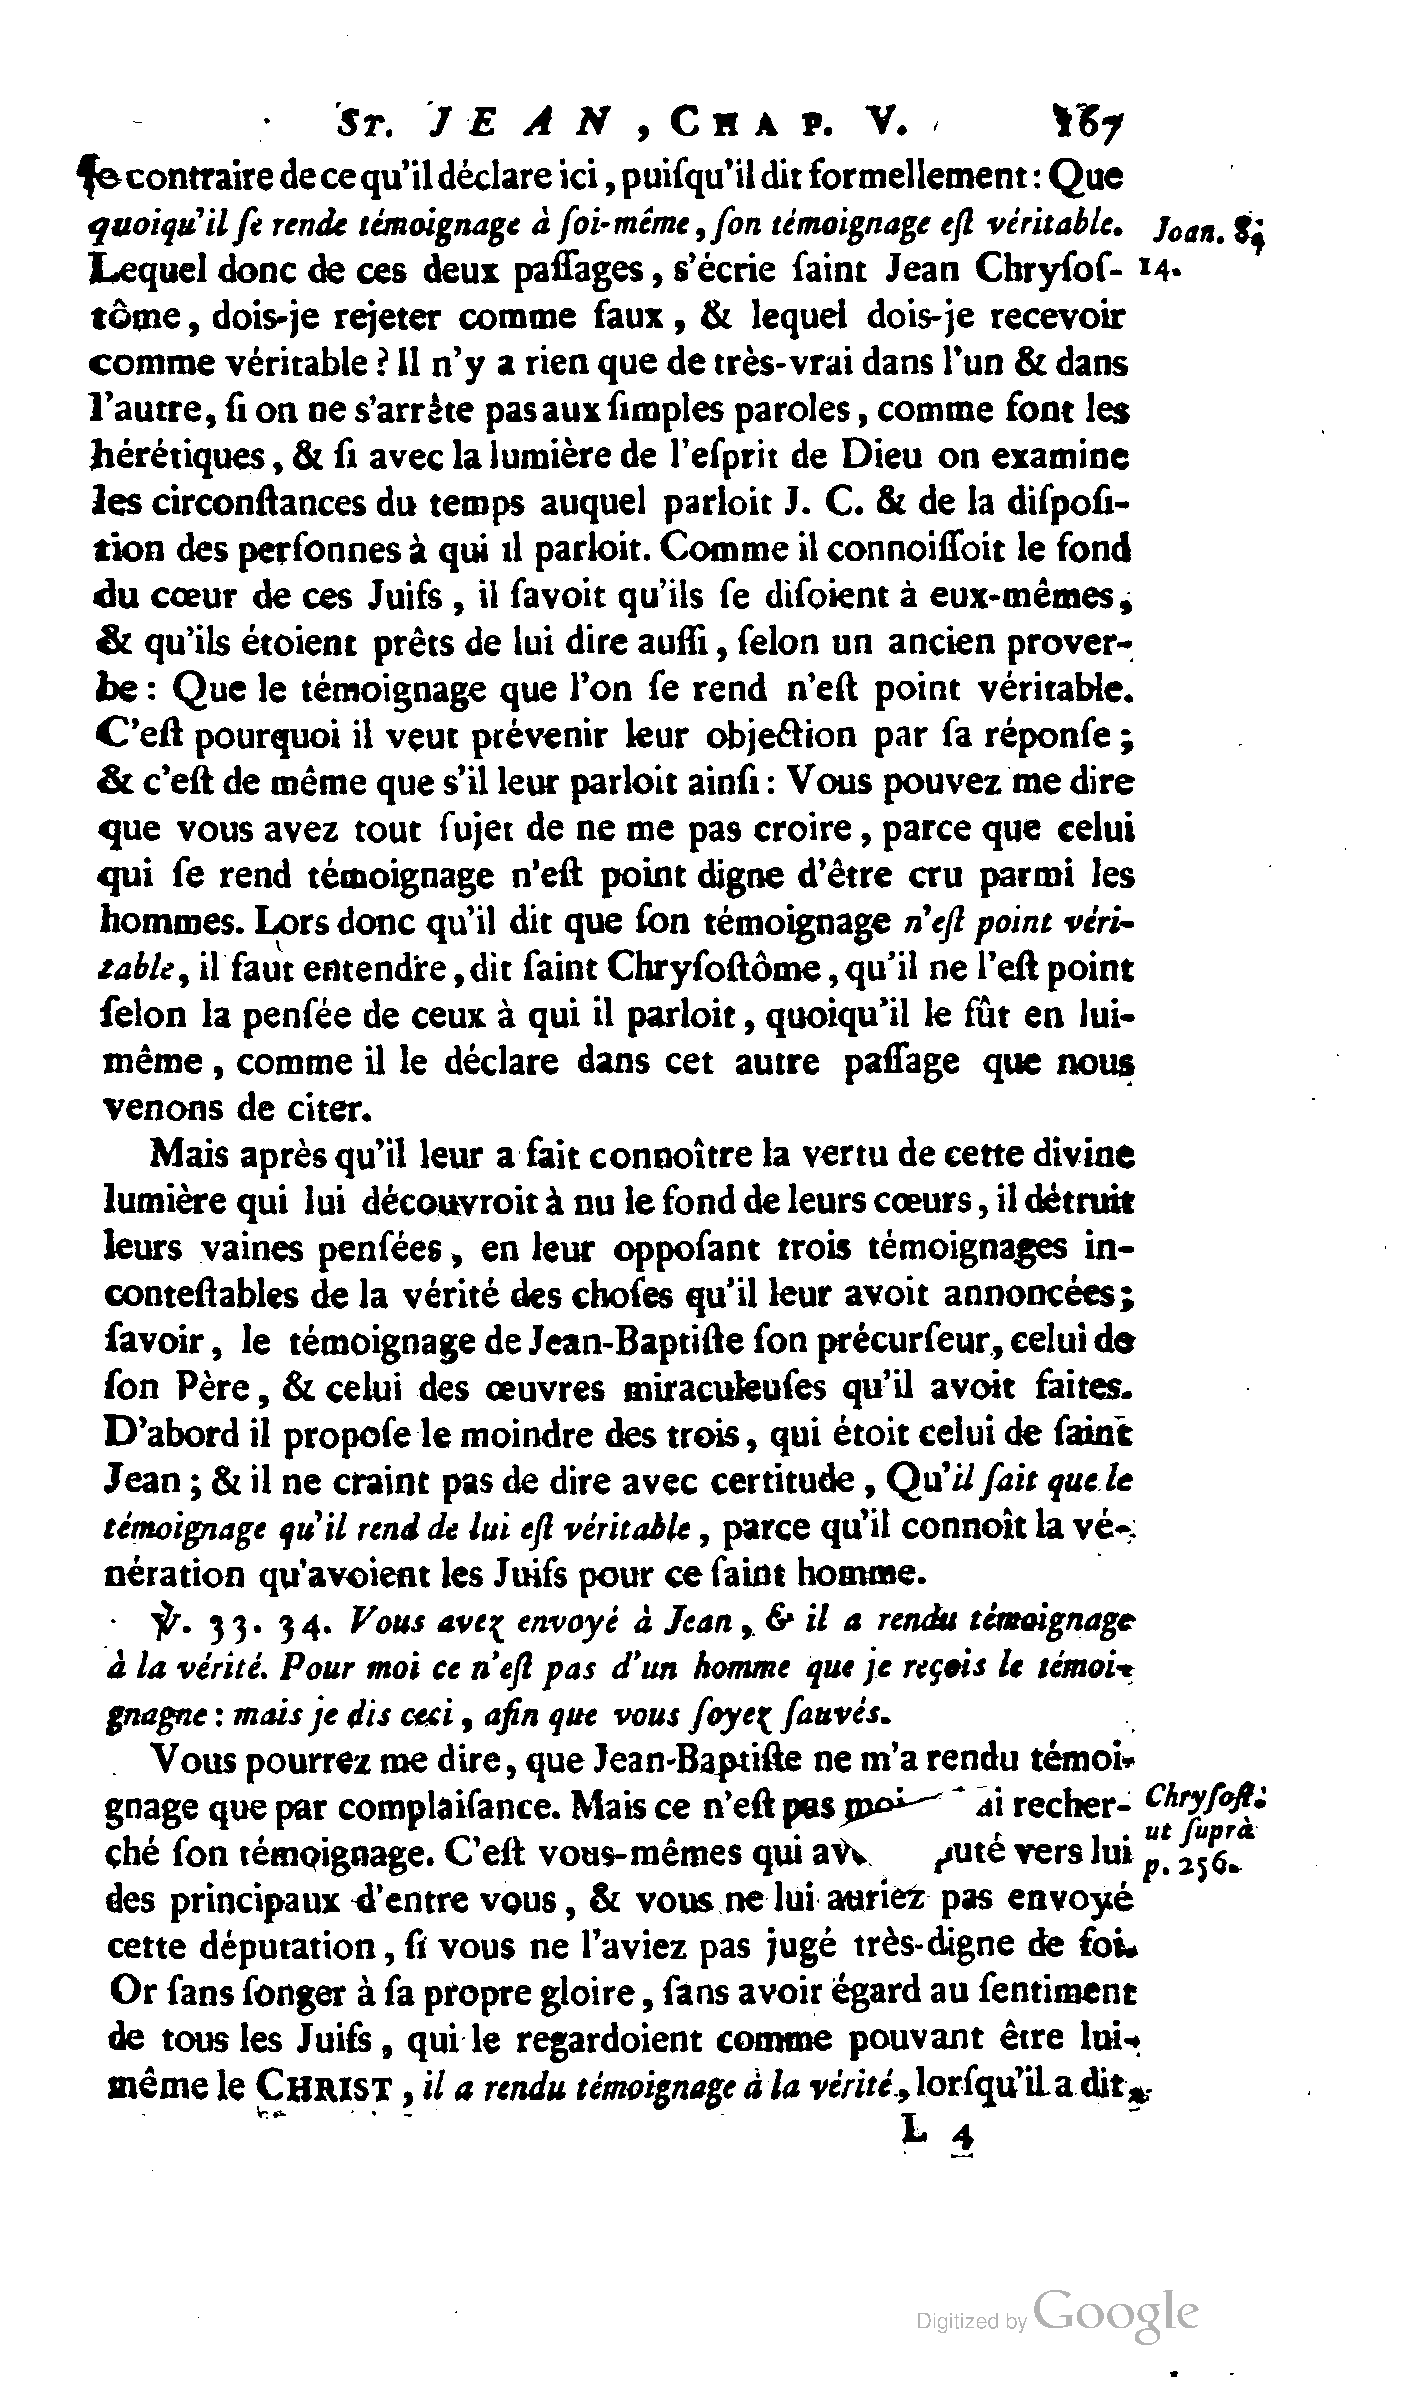 St. JEAN, CHAP. V. 167
le contraire de ce qu'il déclare ici, puiſqu'il dit formellement : Que
quoiqu'il ſe rende témoignage à ſoi-même, ſon témoignage eſt véritable.
Joan. 8,
14.
Lequel donc de ces deux paſſages, s'écrie ſaint Jean Chryſoſ-
tôme, dois-je rejeter comme faux, & lequel dois-je recevoir
comme véritable ? Il n'y a rien que de très-vrai dans l'un & dans
l'autre, ſi on ne s'arrête pas aux ſimples paroles, comme font les
hérétiques, & ſi avec la lumière de l'eſprit de Dieu on examine
les circonſtances du temps auquel parloit J. C. & de la diſpoſi-
tion des perſonnes à qui il parloit. Comme il connoiſſoit le fond
du cœur de ces Juifs, il ſavoit qu'ils ſe diſoient à eux-mêmes,
& qu'ils étoient prêts de lui dire auſſi, ſelon un ancien prover-
be : Que le témoignage que l'on ſe rend n'eſt point véritable.
C'eſt pourquoi il veut prévenir leur objection par ſa réponſe ;
& c'eſt de même que s'il leur parloit ainſi : Vous pouvez me dire
que vous avez tout ſujet de ne me pas croire, parce que celui
qui ſe rend témoignage n'eſt point digne d'être cru parmi les
hommes. Lors donc qu'il dit que ſon témoignage n'eſt point véri-
table, il faut entendre, dit ſaint Chryſoſtôme, qu'il ne l'eſt point
ſelon la penſée de ceux à qui il parloit, quoiqu'il le fût en lui-
même, comme il le déclare dans cet autre paſſage que nous
venons de citer.
Mais après qu'il leur a fait connoître la vertu de cette divine
lumière qui lui découvroit à nu le fond de leurs cœurs, il détruit
leurs vaines penſées, en leur oppoſant trois témoignages in-
conteſtables de la vérité des choſes qu'il leur avoit annoncées ;
ſavoir, le témoignage de Jean-Baptiſte ſon précurſeur, celui de
ſon Père, & celui des œuvres miraculeuſes qu'il avoit faites.
D'abord il propoſe le moindre des trois, qui étoit celui de ſaint
Jean ; & il ne craint pas de dire avec certitude, Qu'il ſait que le
témoignage qu'il rend de lui eſt véritable, parce qu'il connoît la vé-
nération qu'avoient les Juifs pour ce ſaint homme.
℣. 33. 34. Vous avez envoyé à Jean, & il a rendu témoignage
à la vérité. Pour moi ce n'eſt pas d'un homme que je reçois le témoi-
gnagne : mais je dis ceci, afin que vous ſoyez ſauvés.
Vous pourrez me dire, que Jean-Baptiſte ne m'a rendu témoi-
gnage que par complaiſance. Mais ce n'eſt pas moi ai recher-
Chryſoſt.
ut ſuprà
p. 256.
ché ſon témoignage. C'eſt vous-mêmes qui av puté vers lui
des principaux d'entre vous, & vous ne lui auriez pas envoyé
cette députation, ſi vous ne l'aviez pas jugé très-digne de foi.
Or ſans ſonger à ſa propre gloire, ſans avoir égard au ſentiment
de tous les Juifs, qui le regardoient comme pouvant être lui-
même le CHRIST, il a rendu témoignage à la vérité, lorſqu'il a dit,
L 4
Digitized by Google